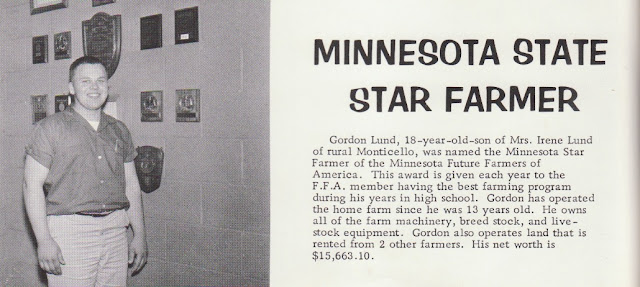 MINNESOTA STATE
STAR FARMER
Gordon Lund, 18-year-old-son of Mrs. Irene Lund
of rural Monticello, was named the Minnesota Star
Farmer of the Minnesota Future Farmers of
America. This award is given each year to the
F.F.A. member having the best farming program
during his years in high school. Gordon has operated
the home farm since he was 13 years old. He owns
all of the farm machinery, breed stock, and live-
stock equipment. Gordon also operates land that is
rented from 2 other farmers. His net worth is
$15,663.10.